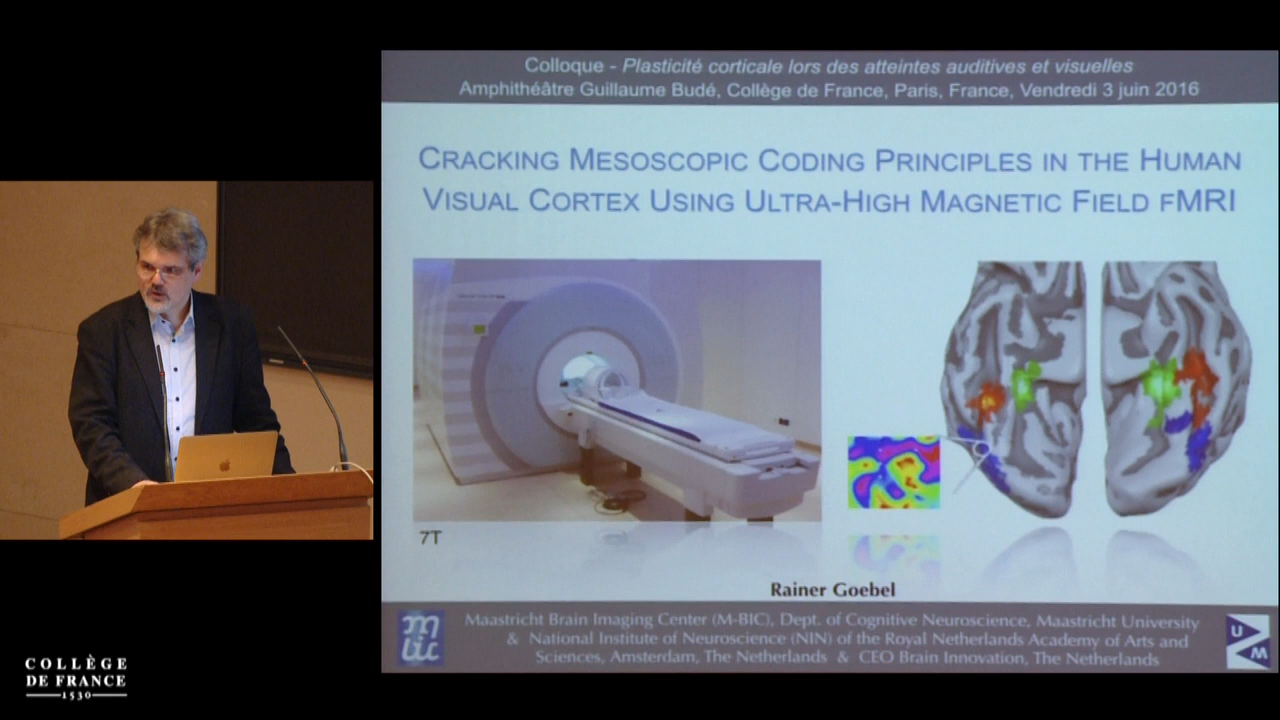 Colloque - Plasticité corticale lors des atteintes auditives et visuelles
Amphithéâtre Guillaume Budé, Collège de France, Paris, France, Vendredi 3 juin 2016
CRACKING MESOSCOPIC CODING PRINCIPLES IN THE HUMAN
VISUAL CORTEX USING ULTRA-HIGH MAGNETIC FIELD FMRI
7T
Rainer Goebel
Maastricht Brain Imaging Center (M-BIC), Dept. of Cognitive Neuroscience, Maastricht University
& National Institute of Neuroscience (NIN) of the Royal Netherlands Academy of Arts and
Sciences, Amsterdam, The Netherlands & CEO Brain Innovation, The Netherlands
U
M
COLLÈGE
DE FRANCE
1530